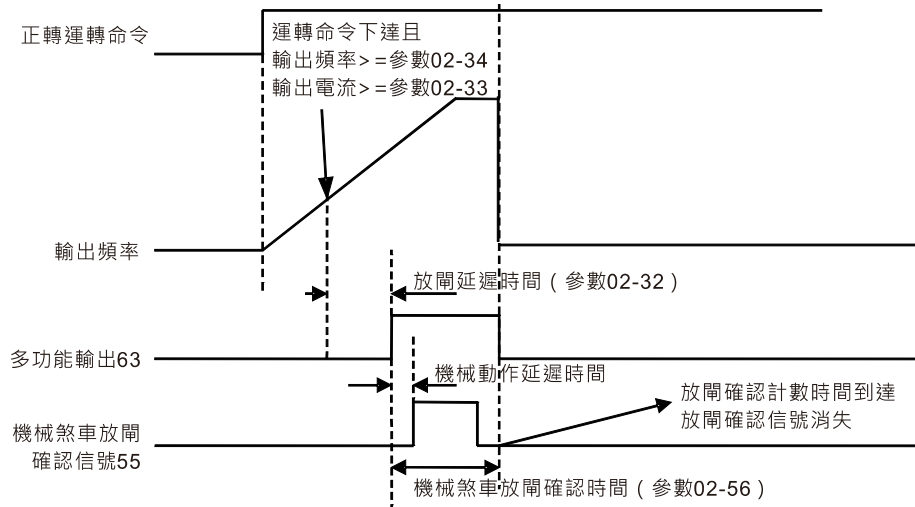 正轉運轉命令
運轉命令下達且
輸出頻率>=參數02-34
輸出電流>=參數02-33
輸出頻率
放閘延遲時間（參數02-32）
多功能輸出63
機械動作延遲時間
機械煞車放閘
確認信號55
放閘確認計數時間到達
放閘確認信號消失
機械煞車放閘確認時間（參數02-56）